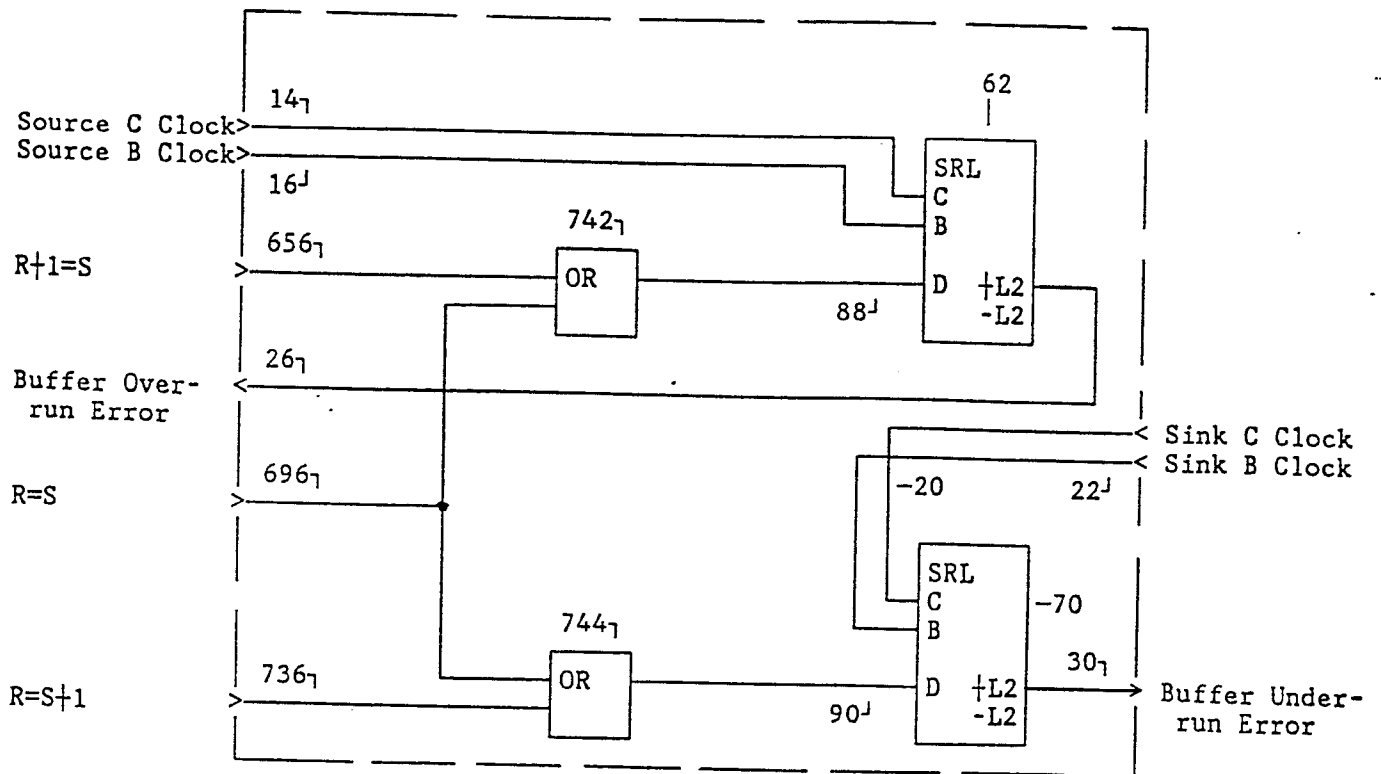 62
14
Source C Clock
Source B Clock
16
SRL
C
B
742
656
R+1=S
OR
88
D +L2
-L2
26
Buffer Over-
run Error
Sink C Clock
Sink B Clock
696
-20
22
R=S
SRL
C
-70
B
744
736
30
OR
D +L2
R=S+1
90
-L2
Buffer Under-
run Error